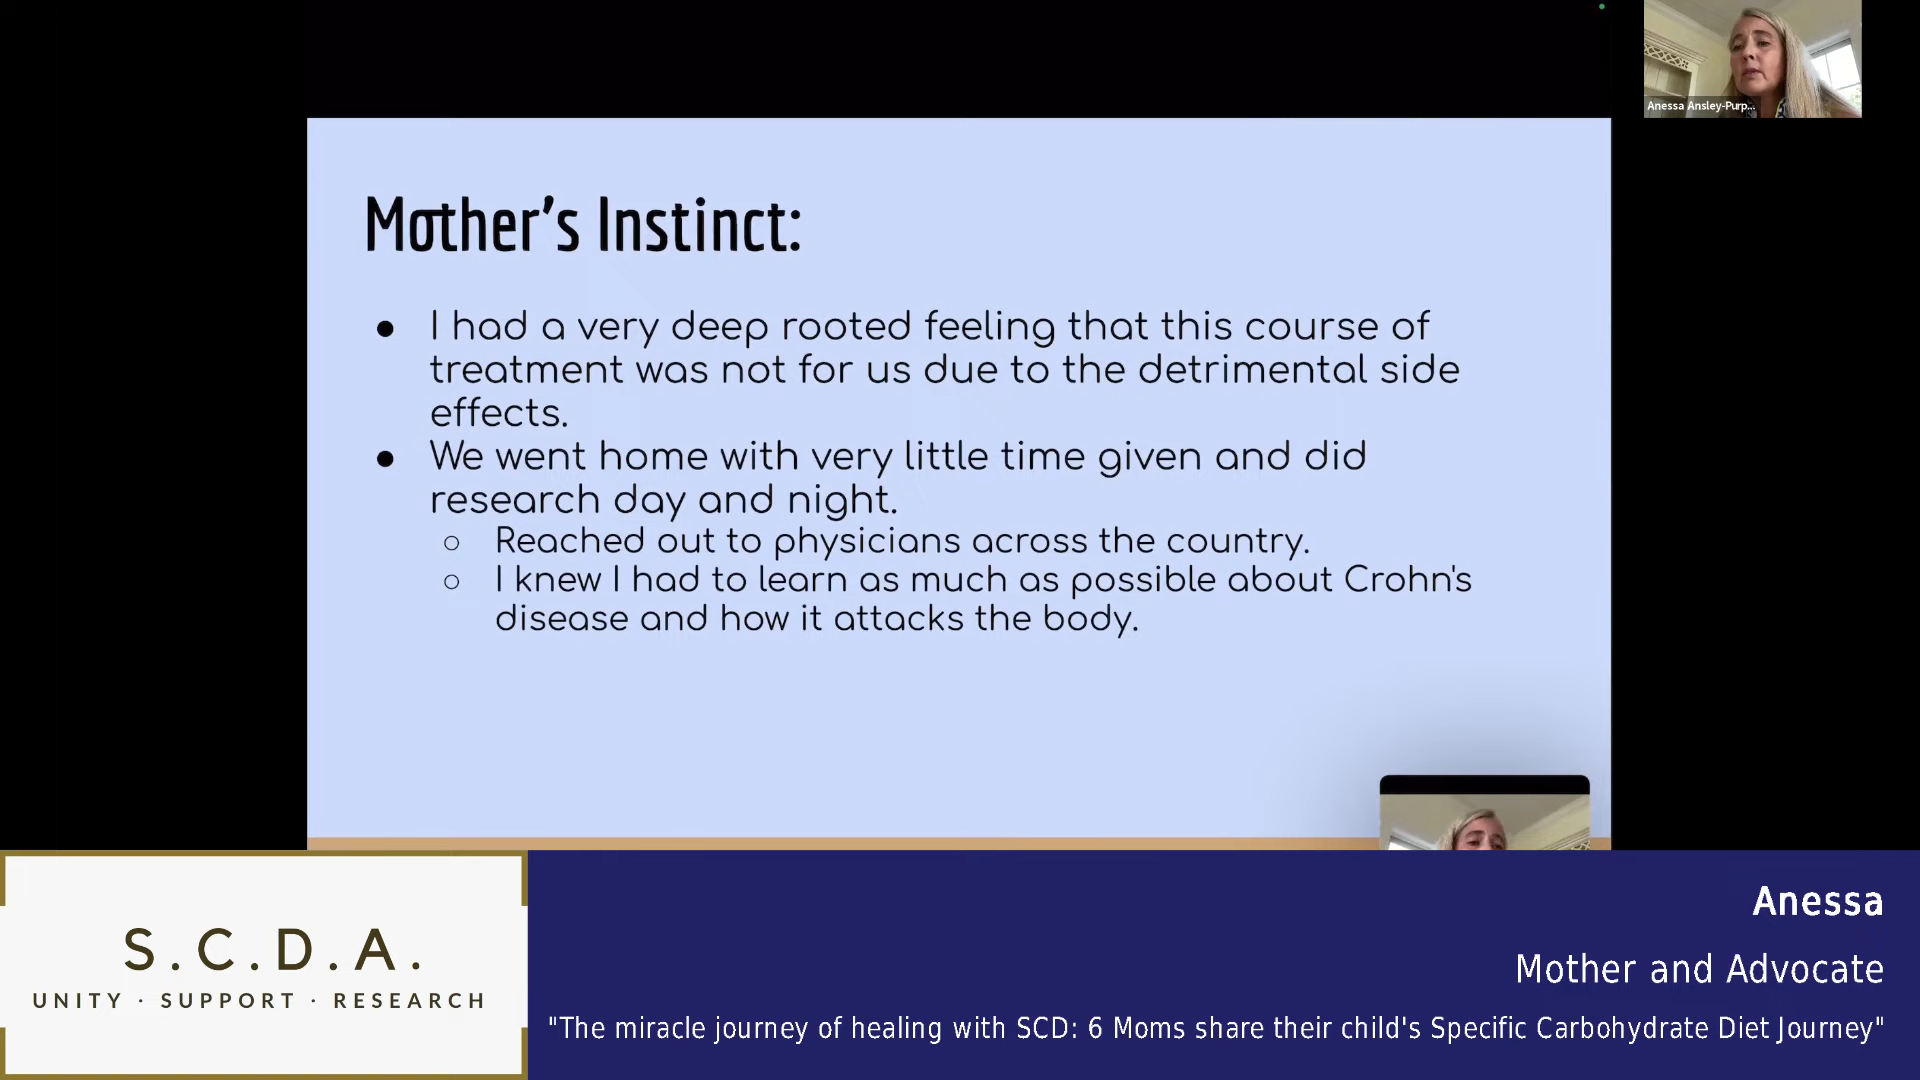 Anessa Ansley-Purp...
Mother's Instinct:
● I had a very deep rooted feeling that this course of
treatment was not for us due to the detrimental side
effects.
● We went home with very little time given and did
research day and night.
○ Reached out to physicians across the country.
○ I knew I had to learn as much as possible about Crohn's
disease and how it attacks the body.
S.C.D.A.
UNITY · SUPPORT · RESEARCH
Anessa
Mother and Advocate
"The miracle journey of healing with SCD: 6 Moms share their child's Specific Carbohydrate Diet Journey"